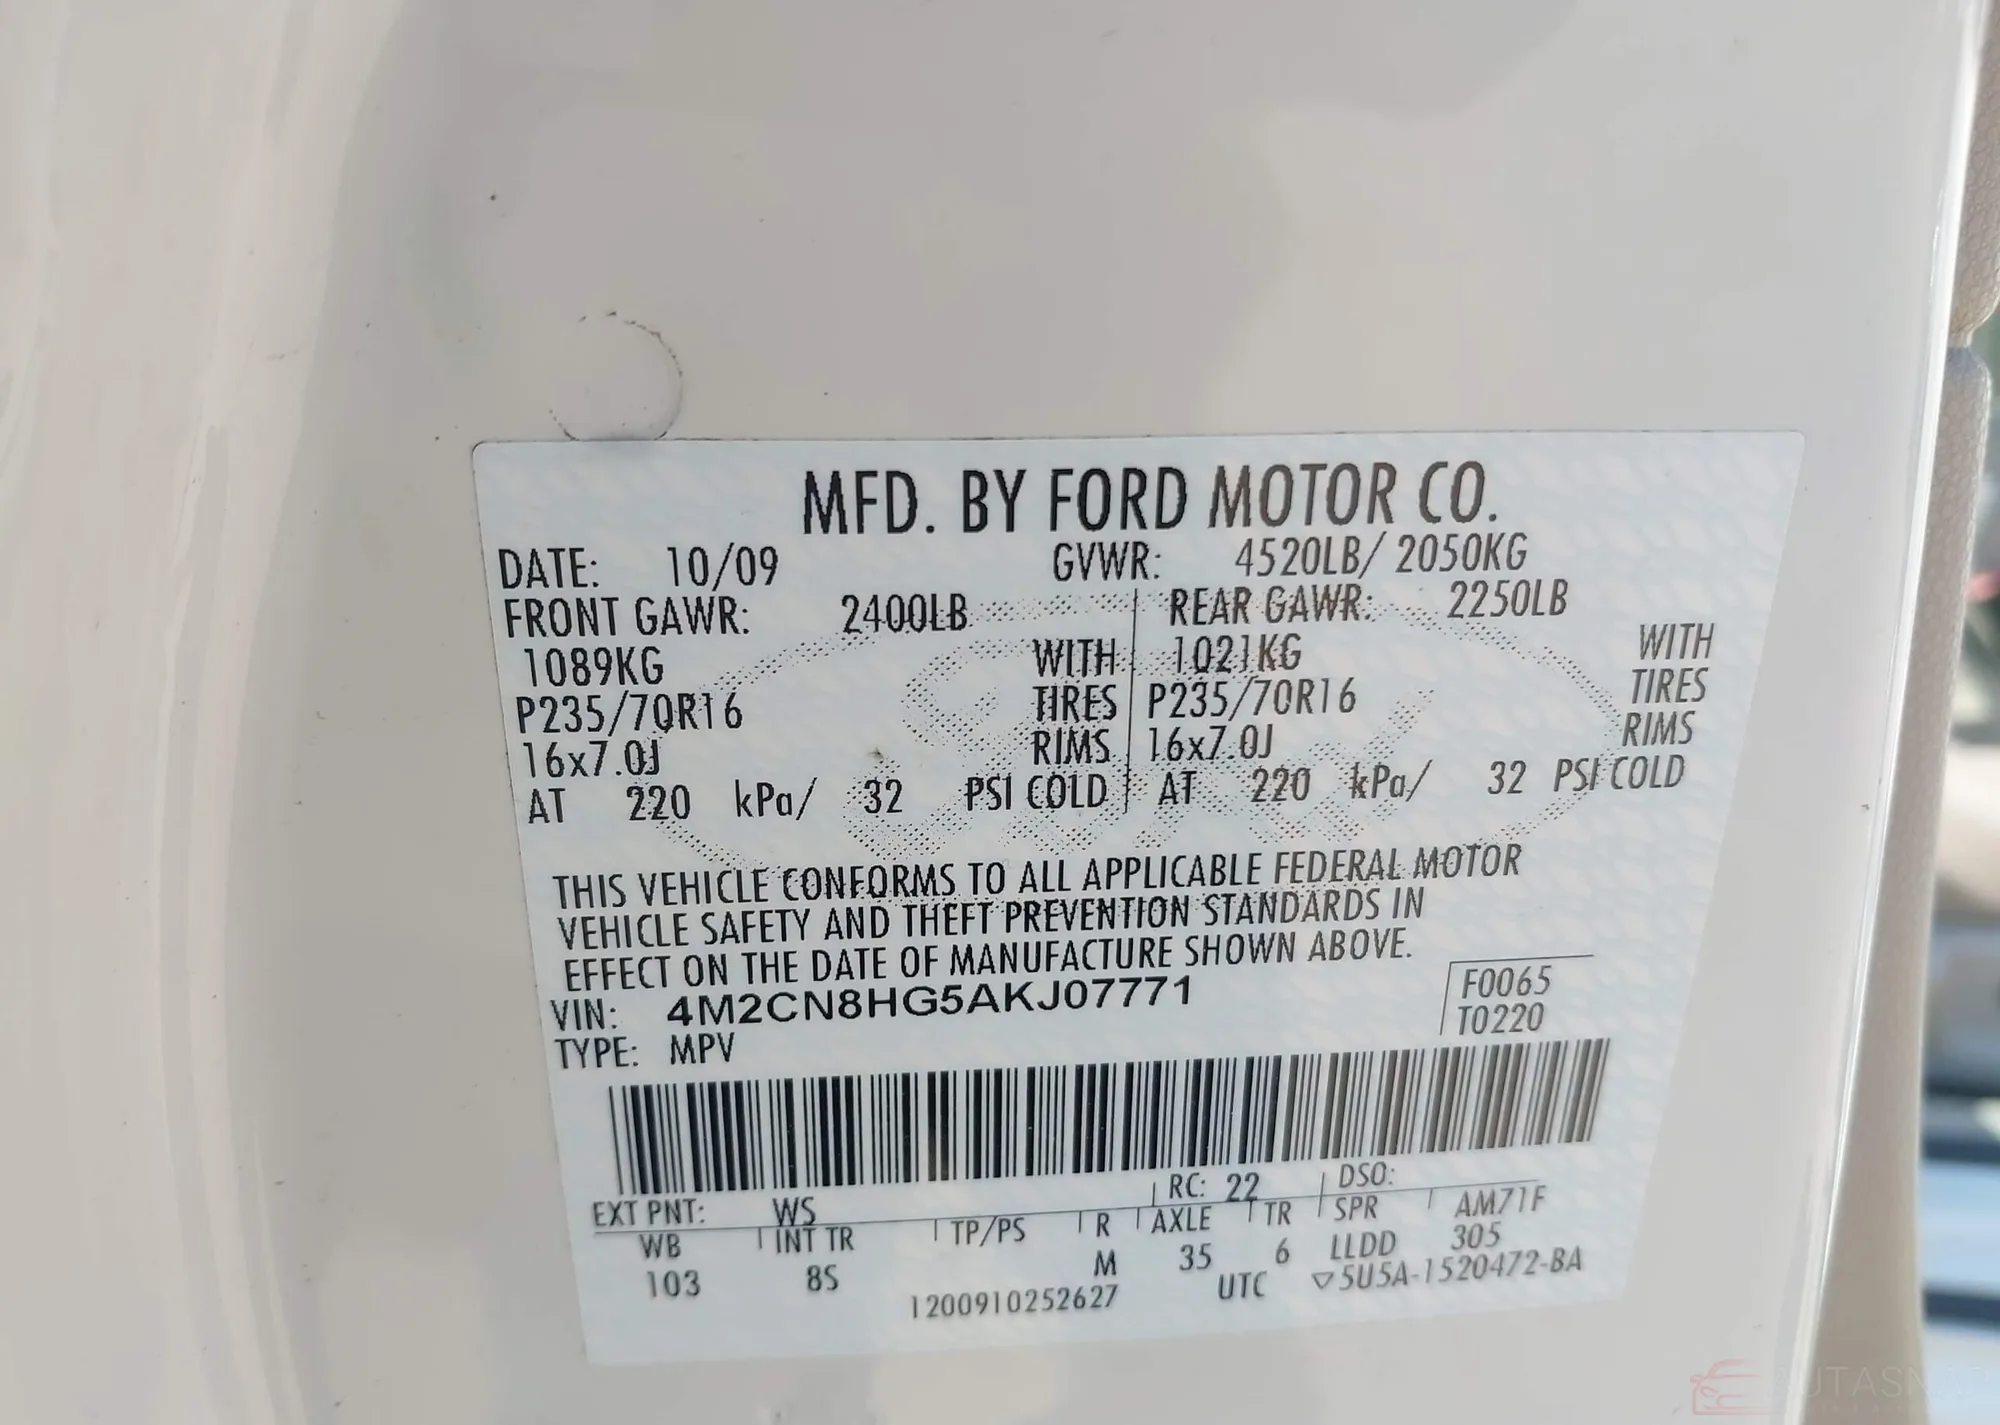 MFD. BY FORD MOTOR CO.
DATE: 10/09 GVWR: 4520LB/ 2050KG
FRONT GAWR: 2400LB REAR GAWR: 2250LB
1089KG WITH 1021KG WITH
P235/70R16 TIRES P235/70R16 TIRES
16x7.0J RIMS 16x7.0J RIMS
AT 220 kPa/ 32 PSI COLD AT 220 kPa/ 32 PSI COLD
THIS VEHICLE CONFORMS TO ALL APPLICABLE FEDERAL MOTOR
VEHICLE SAFETY AND THEFT PREVENTION STANDARDS IN
EFFECT ON THE DATE OF MANUFACTURE SHOWN ABOVE.
VIN: 4M2CN8HG5AKJ07771 F0065
TYPE: MPV T0220
EXT PNT: WS RC: 22 DSO:
WB INT TR TP/PS R AXLE TR SPR AM71F
103 8S M 35 6 LLDD 305
1200910252627 UTC ▽5U5A-1520472-BA